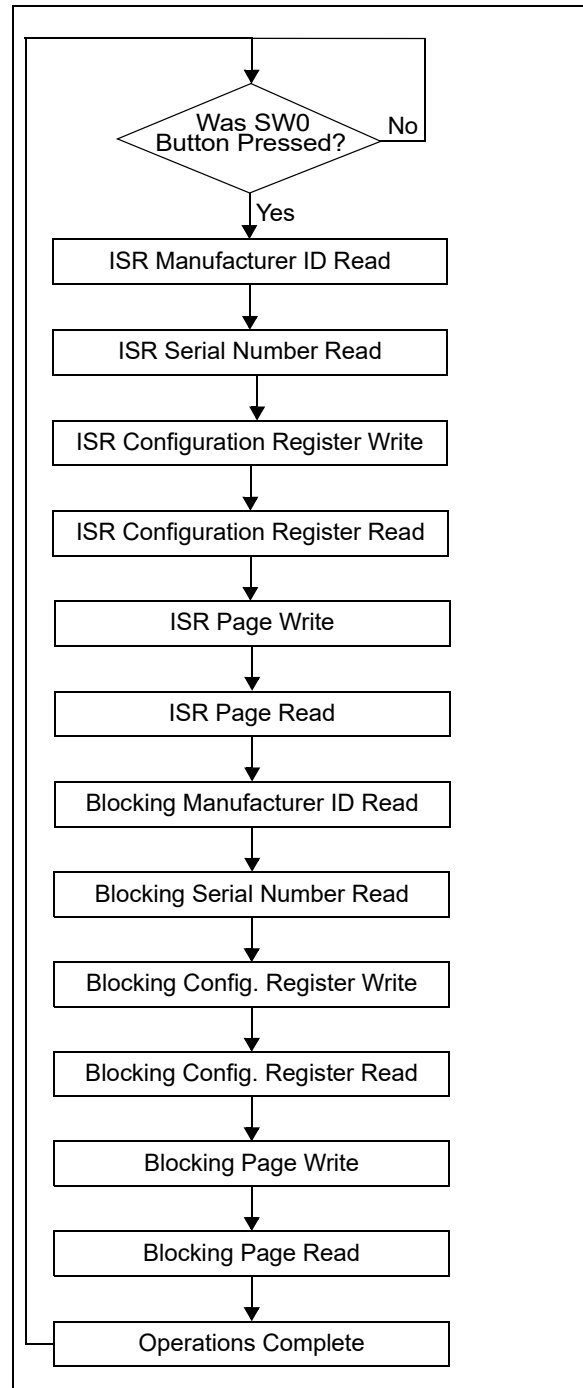 Was SW0
Button Pressed?
No
Yes
ISR Manufacturer ID Read
ISR Serial Number Read
ISR Configuration Register Write
ISR Configuration Register Read
ISR Page Write
ISR Page Read
Blocking Manufacturer ID Read
Blocking Serial Number Read
Blocking Config. Register Write
Blocking Config. Register Read
Blocking Page Write
Blocking Page Read
Operations Complete